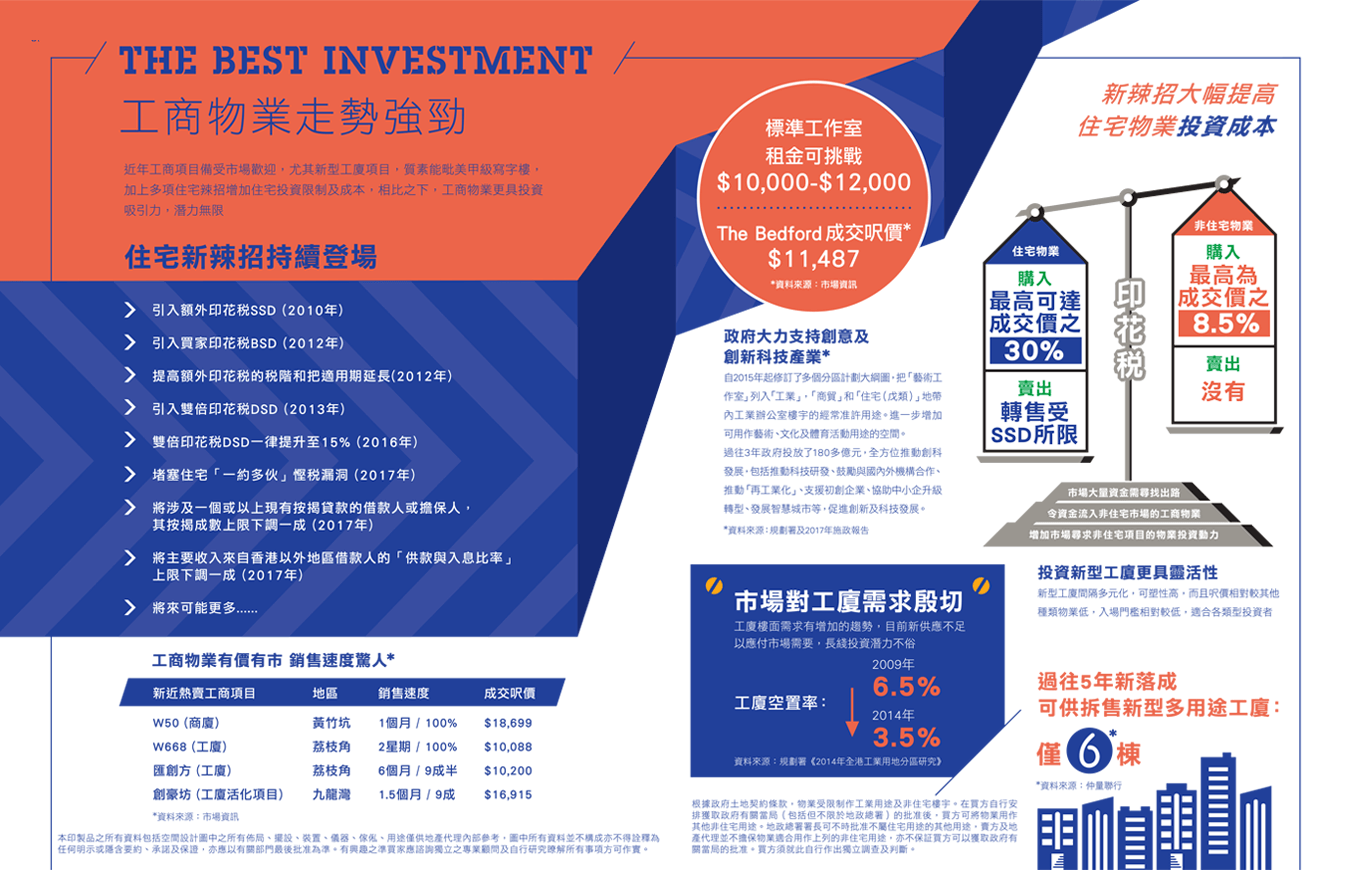 THE BEST INVESTMENT
工商物業走勢強勁
近年工商項目備受市場歡迎，尤其新型工廈項目，質素能毗美甲級寫字樓，
加上多項住宅辣招增加住宅投資限制及成本，相比之下，工商物業更具投資
吸引力，潛力無限
住宅新辣招持續登場
引入額外印花税SSD（2010年）
引入買家印花税BSD（2012年）
提高額外印花税的税階和把適用期延長(2012年）
引入雙倍印花税DSD（2013年）
雙倍印花税DSD一律提升至15%（2016年）
堵塞住宅「一約多伙」慳税漏洞（2017年）
將涉及一個或以上現有按揭貸款的借款人或擔保人，
其按揭成數上限下調一成（2017年）
將主要收入來自香港以外地區借款人的「供款與入息比率」
上限下調一成（2017年）
將來可能更多......
工商物業有價有市 銷售速度驚人*
新近熱賣工商項目 地區 銷售速度 成交呎價
W50（商廈） 黃竹坑 1個月 / 100% $18,699
W668（工廈） 荔枝角 2星期 / 100% $10,088
匯創方（工廈） 荔枝角 6個月 / 9成半 $10,200
創豪坊（工廈活化項目） 九龍灣 1.5個月 / 9成 $16,915
*資料來源：市場資訊
本印製品之所有資料包括空間設計圖中之所有佈局、擺設、裝置、儀器、傢俬、用途僅供地產代理內部參考，圖中所有資料並不構成亦不得詮釋為
任何明示或隱含要約、承諾及保證，亦應以有關部門最後批准為準。有興趣之準買家應諮詢獨立之專業顧問及自行研究瞭解所有事項方可作實。
標準工作室
租金可挑戰
$10,000-$12,000
The Bedford 成交呎價*
$11,487
*資料來源：市場資訊
政府大力支持創意及
創新科技產業*
自2015年起修訂了多個分區計劃大綱圖，把「藝術工
作室」列入「工業」，「商貿」和「住宅（戊類）」地帶
內工業辦公室樓宇的經常准許用途。進一步增加
可用作藝術、文化及體育活動用途的空間。
過往3年政府投放了180多億元，全方位推動創科
發展，包括推動科技研發、鼓勵與國內外機構合作、
推動「再工業化」、支援初創企業、協助中小企升級
轉型、發展智慧城市等，促進創新及科技發展。
*資料來源：規劃署及2017年施政報告
市場對工廈需求殷切
工廈樓面需求有增加的趨勢，目前新供應不足
以應付市場需要，長綫投資潛力不俗
工廈空置率：
2009年
6.5%
2014年
3.5%
資料來源：規劃署《2014年全港工業用地分區研究》
根據政府土地契約條款，物業受限制作工業用途及非住宅樓宇。在買方自行安
排獲取政府有關當局（包括但不限於地政總署）的批准後，買方可將物業用作
其他非住宅用途。地政總署署長可不時批准不屬住宅用途的其他用途，賣方及地
產代理並不擔保物業適合用作上列的非住宅用途，亦不保証買方可以獲取政府有
關當局的批准。買方須就此自行作出獨立調查及判斷。
新辣招大幅提高
住宅物業投資成本
住宅物業
購入
最高可達
成交價之
30%
賣出
轉售受
SSD所限
印花税
非住宅物業
購入
最高為
成交價之
8.5%
賣出
沒有
市場大量資金需尋找出路
令資金流入非住宅市場的工商物業
增加市場尋求非住宅項目的物業投資動力
投資新型工廈更具靈活性
新型工廈間隔多元化，可塑性高，而且呎價相對較其他
種類物業低，入場門檻相對較低，適合各類型投資者
過往5年新落成
可供拆售新型多用途工廈：
僅6*棟
*資料來源：仲量聯行